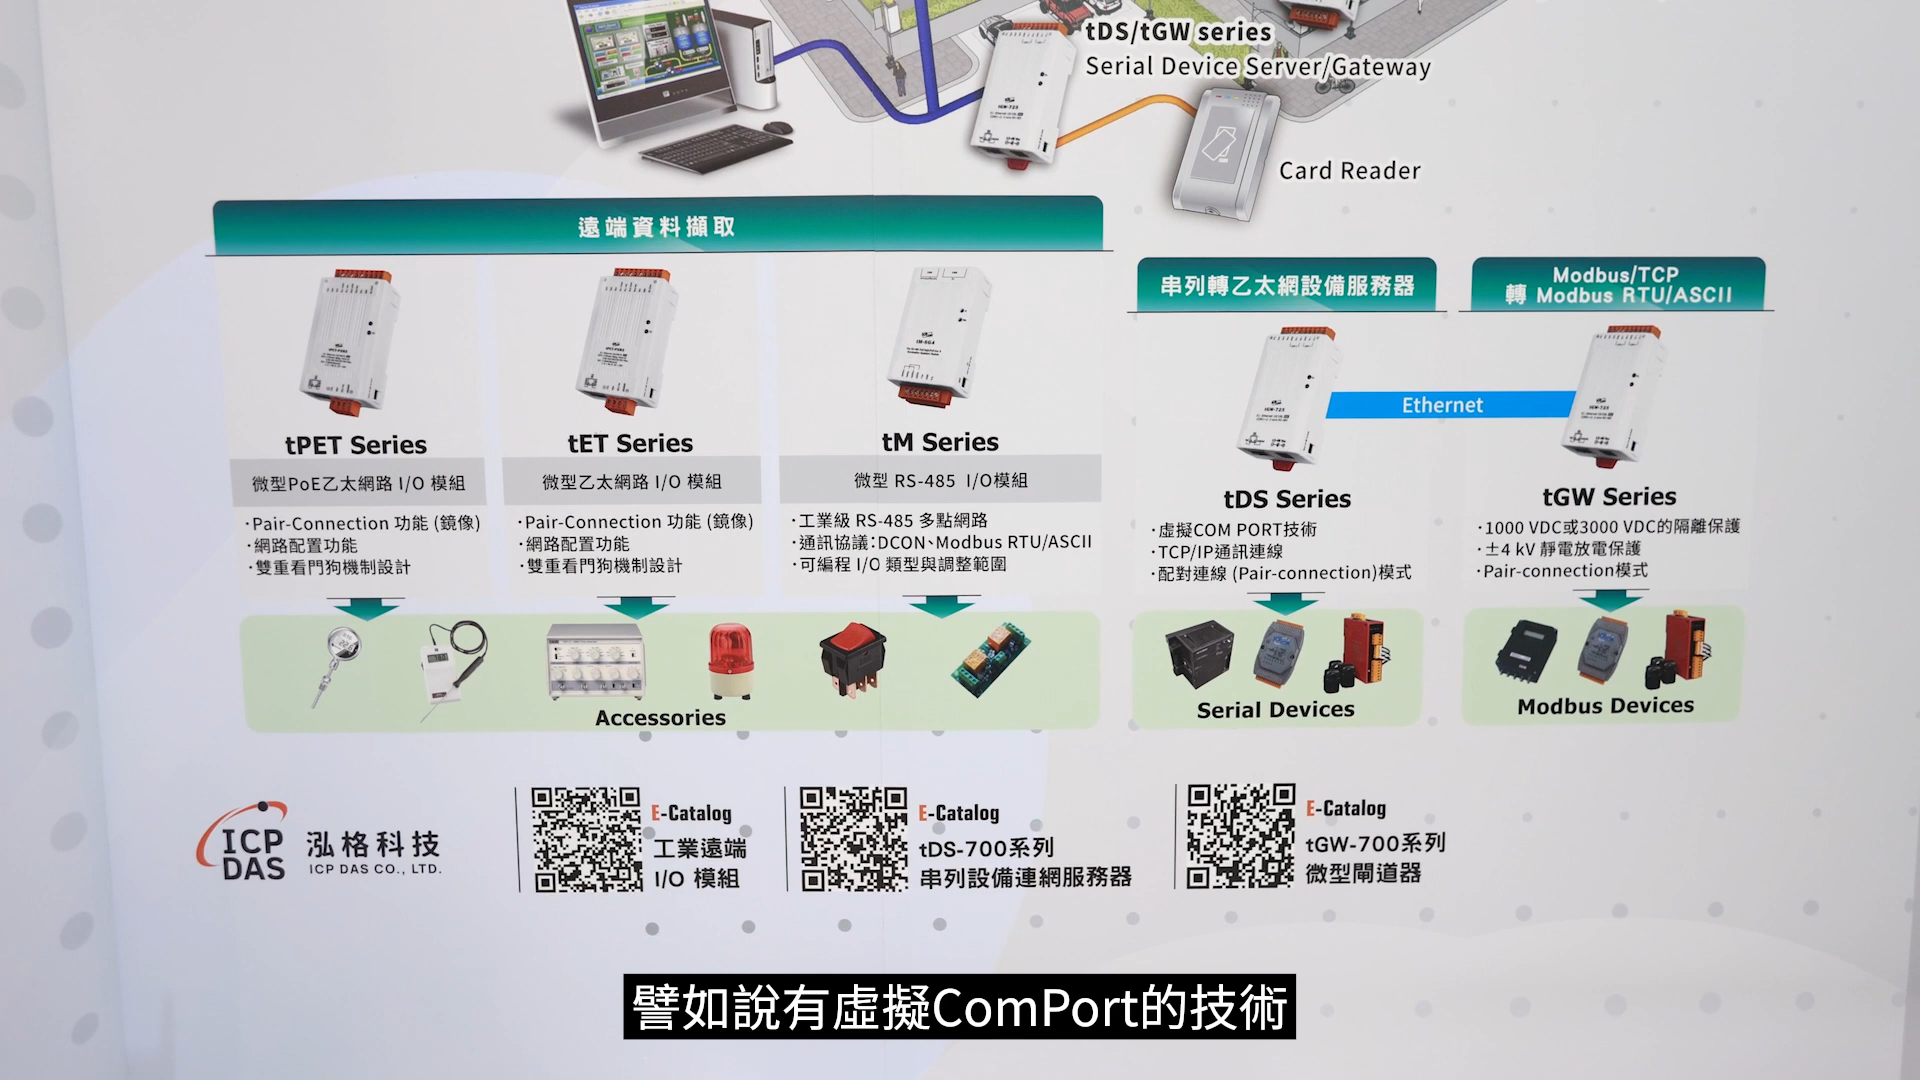 tDS/tGW series
Serial Device Server/Gateway
Card Reader
遠端資料擷取
tPET Series
微型PoE乙太網路 I/O 模組
·Pair-Connection 功能 (鏡像)
·網路配置功能
·雙重看門狗機制設計
tET Series
微型乙太網路 I/O 模組
·Pair-Connection 功能 (鏡像)
·網路配置功能
·雙重看門狗機制設計
tM Series
微型 RS-485 I/O模組
·工業級 RS-485 多點網路
·通訊協議：DCON、Modbus RTU/ASCII
·可編程 I/O 類型與調整範圍
Accessories
串列轉乙太網設備服務器
tDS Series
·虛擬COM PORT技術
·TCP/IP通訊連線
·配對連線 (Pair-connection)模式
Serial Devices
Ethernet
Modbus/TCP
轉 Modbus RTU/ASCII
tGW Series
·1000 VDC或3000 VDC的隔離保護
·±4 kV 靜電放電保護
·Pair-connection模式
Modbus Devices
ICP
DAS
泓格科技
ICP DAS CO., LTD.
E-Catalog
工業遠端
I/O 模組
E-Catalog
tDS-700系列
串列設備連網服務器
E-Catalog
tGW-700系列
微型閘道器
譬如說有虛擬ComPort的技術